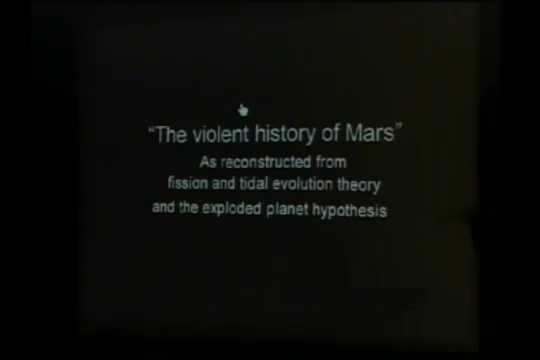 “The violent history of Mars”
As reconstructed from
fission and tidal evolution theory
and the exploded planet hypothesis